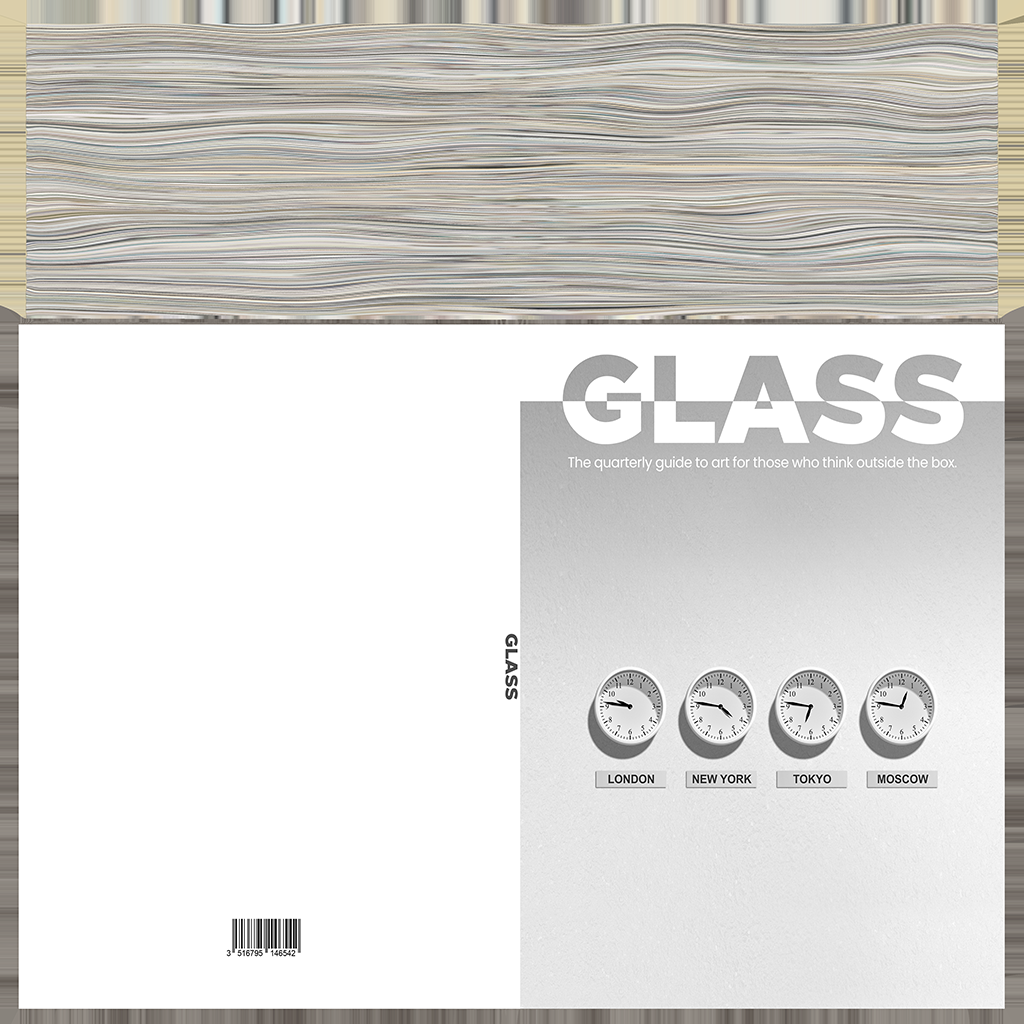 GLASS
The quarterly guide to art for those who think outside the box.
GLASS
LONDON
NEW YORK
TOKYO
MOSCOW
3 516795 146542